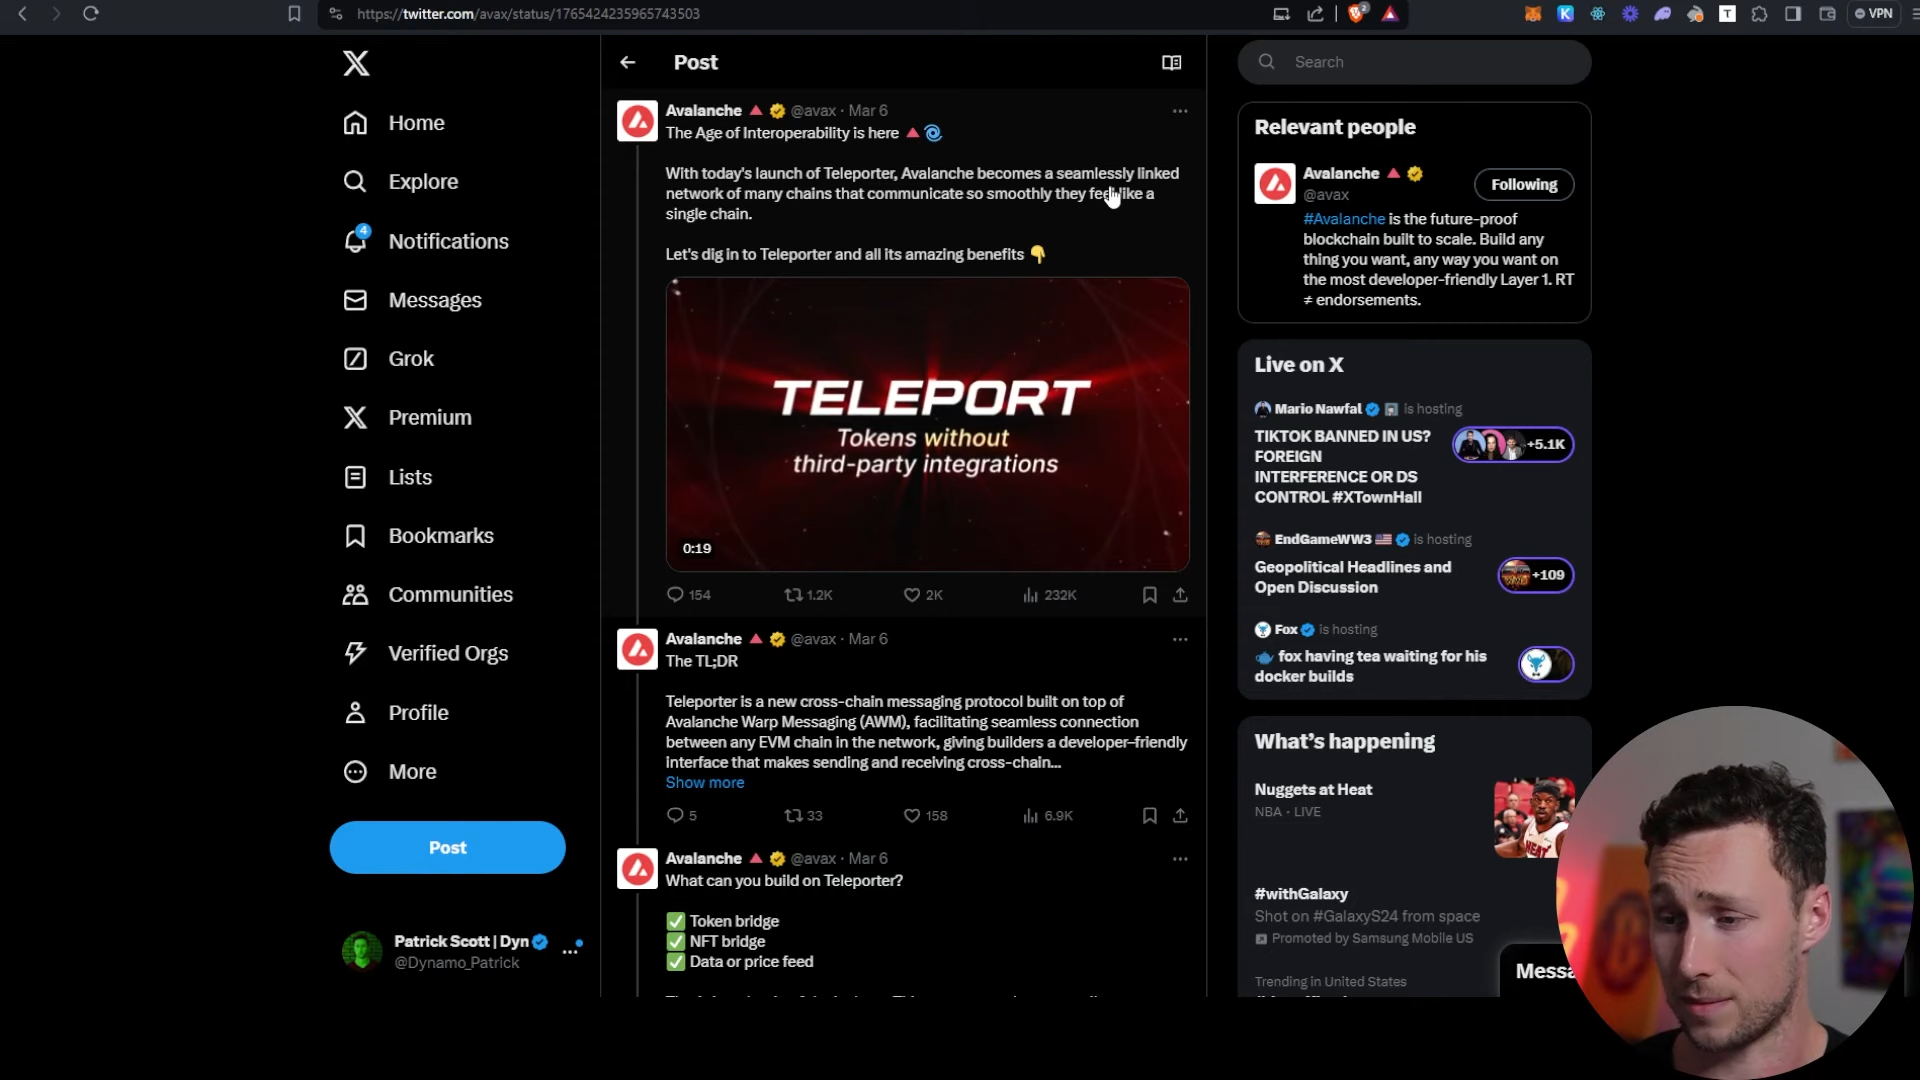 https://twitter.com/avax/status/1765424235965743503
2
K
T
VPN
Home
Explore
4
Notifications
Messages
Grok
Premium
Lists
Bookmarks
Communities
Verified Orgs
Profile
More
Post
Patrick Scott | Dyn
@Dynamo_Patrick
Post
Avalanche 🔺 @avax · Mar 6
The Age of Interoperability is here 🔺🌀
With today's launch of Teleporter, Avalanche becomes a seamlessly linked
network of many chains that communicate so smoothly they feel like a
single chain.
Let's dig in to Teleporter and all its amazing benefits 👇
TELEPORT
Tokens without
third-party integrations
0:19
154 1.2K 2K 232K
Avalanche 🔺 @avax · Mar 6
The TL;DR
Teleporter is a new cross-chain messaging protocol built on top of
Avalanche Warp Messaging (AWM), facilitating seamless connection
between any EVM chain in the network, giving builders a developer-friendly
interface that makes sending and receiving cross-chain...
Show more
5 33 158 6.9K
Avalanche 🔺 @avax · Mar 6
What can you build on Teleporter?
✅ Token bridge
✅ NFT bridge
✅ Data or price feed
Search
Relevant people
Avalanche 🔺
@avax
Following
#Avalanche is the future-proof
blockchain built to scale. Build any
thing you want, any way you want on
the most developer-friendly Layer 1. RT
≠ endorsements.
Live on X
Mario Nawfal is hosting
TIKTOK BANNED IN US?
FOREIGN
INTERFERENCE OR DS
CONTROL #XTownHall
+5.1K
EndGameWW3 🇺🇸 is hosting
Geopolitical Headlines and
Open Discussion
+109
Fox is hosting
🫖 fox having tea waiting for his
docker builds
What's happening
Nuggets at Heat
NBA · LIVE
HEAT
#withGalaxy
Shot on #GalaxyS24 from space
Promoted by Samsung Mobile US
Trending in United States
Messa